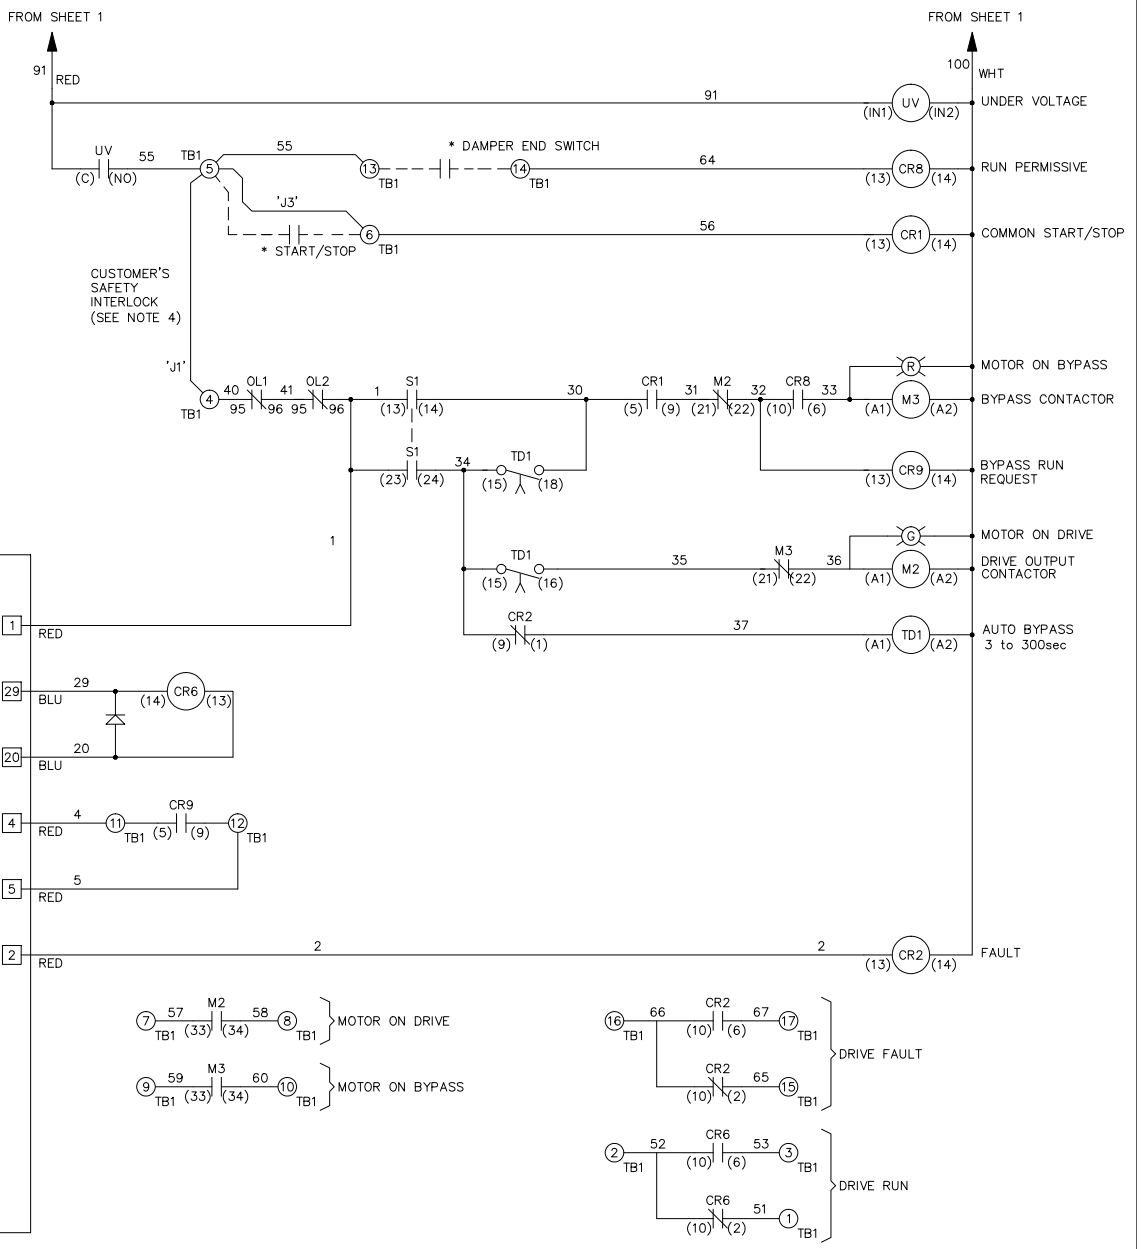 FROM SHEET 1
FROM SHEET 1
91
RED
100
WHT
91
(IN1)
UV
(IN2)
UNDER VOLTAGE
UV
(C)
(NO)
55
TB1
5
55
13
TB1
* DAMPER END SWITCH
14
TB1
64
(13)
CR8
(14)
RUN PERMISSIVE
'J3'
* START/STOP
6
TB1
56
(13)
CR1
(14)
COMMON START/STOP
CUSTOMER'S
SAFETY
INTERLOCK
(SEE NOTE 4)
'J1'
4
TB1
40
OL1
95
96
41
OL2
95
96
1
S1
(13)
(14)
30
CR1
(5)
(9)
31
M2
(21)
(22)
32
CR8
(10)
(6)
33
R
MOTOR ON BYPASS
(A1)
M3
(A2)
BYPASS CONTACTOR
S1
(23)
(24)
34
TD1
(15)
(18)
(13)
CR9
(14)
BYPASS RUN
REQUEST
1
TD1
(15)
(16)
35
M3
(21)
(22)
36
G
MOTOR ON DRIVE
(A1)
M2
(A2)
DRIVE OUTPUT
CONTACTOR
1
RED
CR2
(9)
(1)
37
(A1)
TD1
(A2)
AUTO BYPASS
3 to 300sec
29
BLU
29
(14)
CR6
(13)
20
BLU
20
4
RED
4
11
TB1
CR9
(5)
(9)
12
TB1
5
RED
5
2
RED
2
2
(13)
CR2
(14)
FAULT
7
TB1
57
M2
(33)
(34)
58
8
TB1
MOTOR ON DRIVE
9
TB1
59
M3
(33)
(34)
60
10
TB1
MOTOR ON BYPASS
16
TB1
66
CR2
(10)
(6)
67
17
TB1
DRIVE FAULT
CR2
(10)
(2)
65
15
TB1
2
TB1
52
CR6
(10)
(6)
53
3
TB1
DRIVE RUN
CR6
(10)
(2)
51
1
TB1